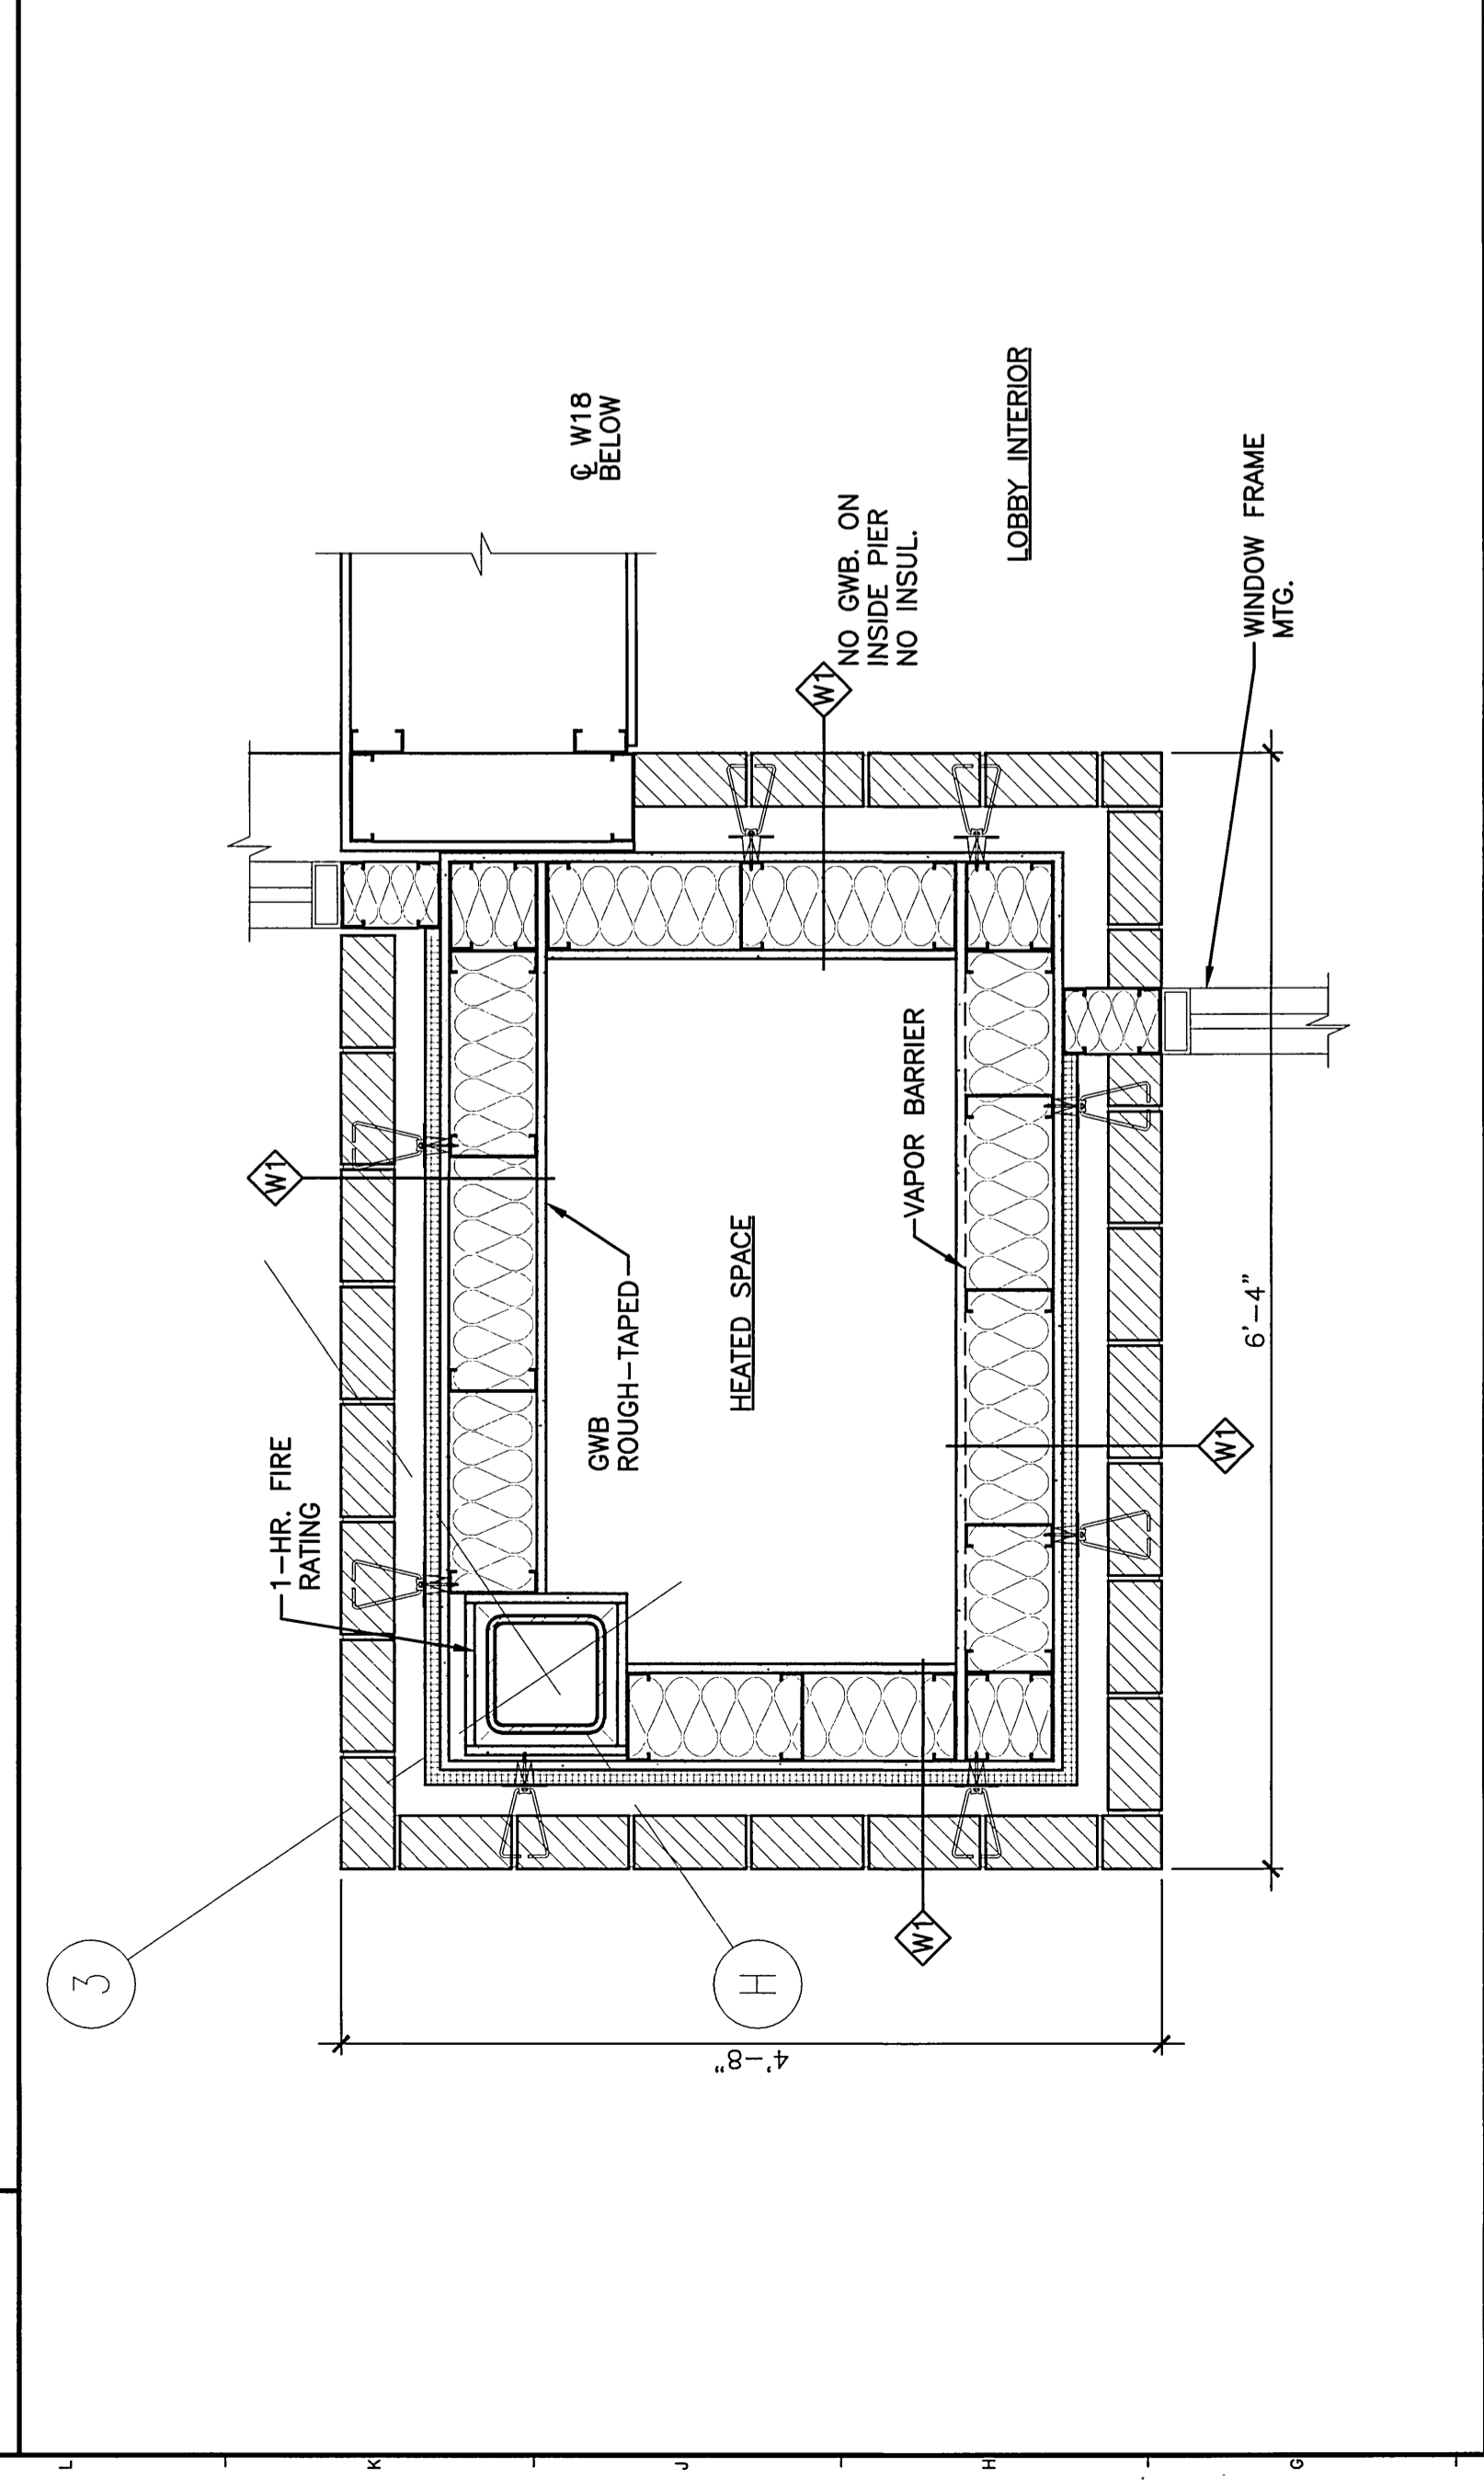 3
1-HR. FIRE
RATING
W1
℄ W18
BELOW
GWB
ROUGH-TAPED
HEATED SPACE
W1
NO GWB. ON
INSIDE PIER
NO INSUL.
VAPOR BARRIER
LOBBY INTERIOR
H
W1
W1
WINDOW FRAME
MTG.
4'-8"
6'-4"
L
K
J
H
G